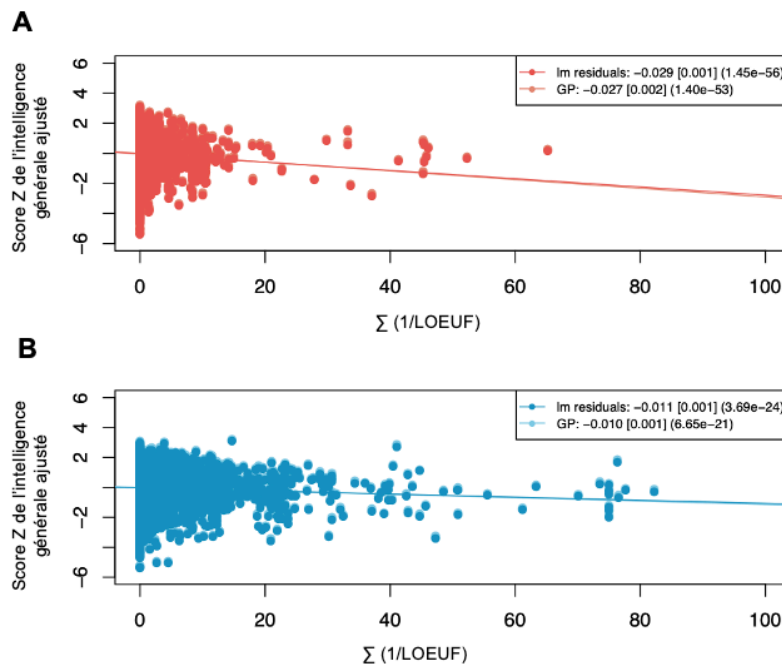 A
6
2
−2
−6
Score Z de l'intelligence
générale ajusté
lm residuals: −0.029 [0.001] (1.45e−56)
GP: −0.027 [0.002] (1.40e−53)
0 20 40 60 80 100
∑ (1/LOEUF)
B
6
2
−2
−6
Score Z de l'intelligence
générale ajusté
lm residuals: −0.011 [0.001] (3.69e−24)
GP: −0.010 [0.001] (6.65e−21)
0 20 40 60 80 100
∑ (1/LOEUF)